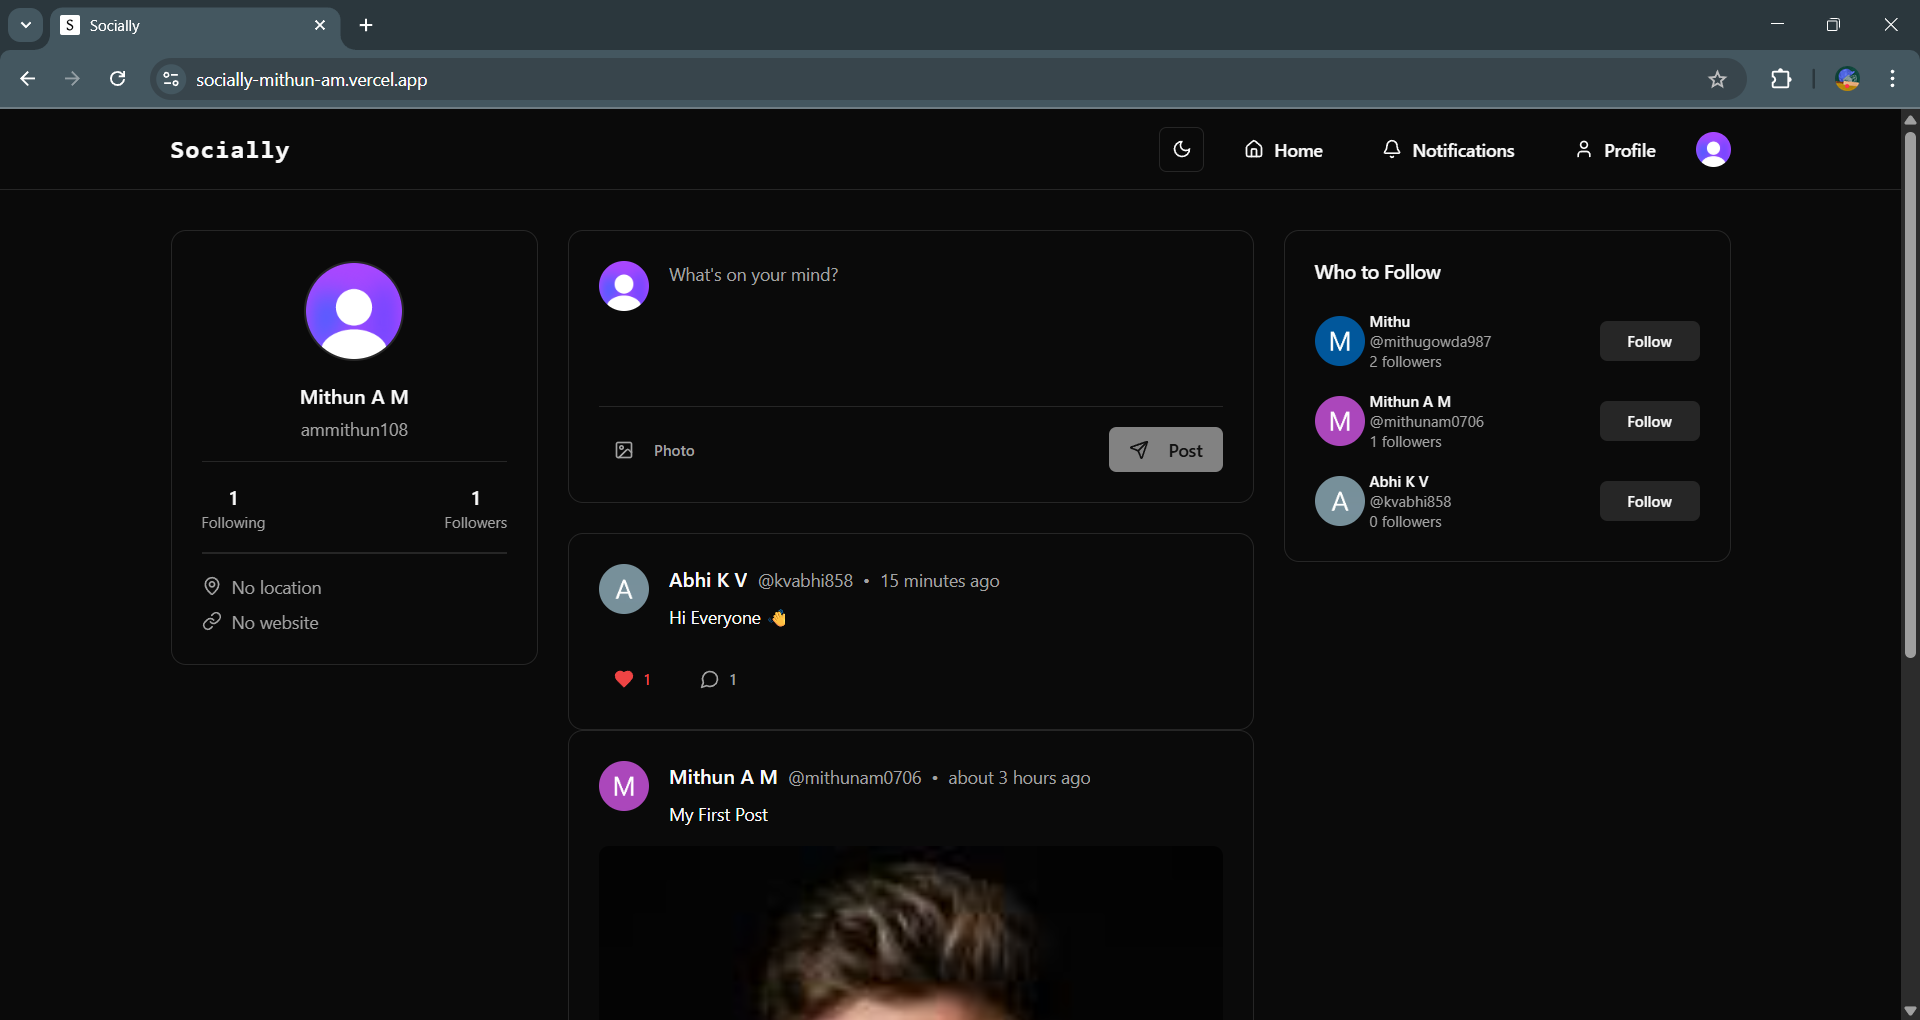 S Socially
socially-mithun-am.vercel.app
Socially
Home
Notifications
Profile
Mithun A M
ammithun108
1
Following
1
Followers
No location
No website
What's on your mind?
Photo
Post
A
Abhi K V @kvabhi858 • 15 minutes ago
Hi Everyone 👋
1
1
M
Mithun A M @mithunam0706 • about 3 hours ago
My First Post
Who to Follow
M
Mithu
@mithugowda987
2 followers
Follow
M
Mithun A M
@mithunam0706
1 followers
Follow
A
Abhi K V
@kvabhi858
0 followers
Follow